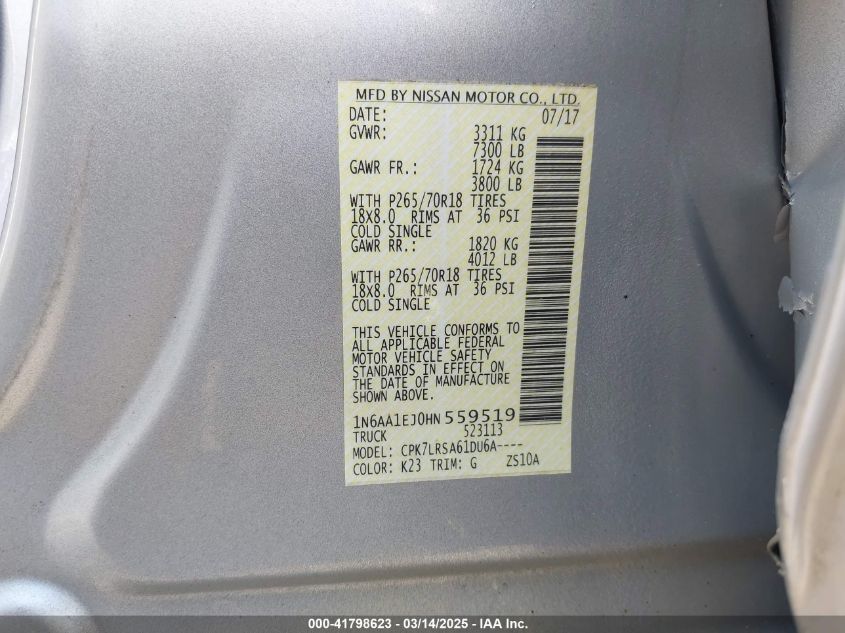 MFD BY NISSAN MOTOR CO., LTD.
DATE: 07/17
GVWR: 3311 KG
7300 LB
GAWR FR.: 1724 KG
3800 LB
WITH P265/70R18 TIRES
18X8.0 RIMS AT 36 PSI
COLD SINGLE
GAWR RR.: 1820 KG
4012 LB
WITH P265/70R18 TIRES
18X8.0 RIMS AT 36 PSI
COLD SINGLE
THIS VEHICLE CONFORMS TO
ALL APPLICABLE FEDERAL
MOTOR VEHICLE SAFETY
STANDARDS IN EFFECT ON
THE DATE OF MANUFACTURE
SHOWN ABOVE.
1N6AA1EJ0HN 559519
TRUCK 523113
MODEL: CPK7LRSA61DU6A----
COLOR: K23 TRIM: G ZS10A
000-41798623 — 03/14/2025 — IAA Inc.